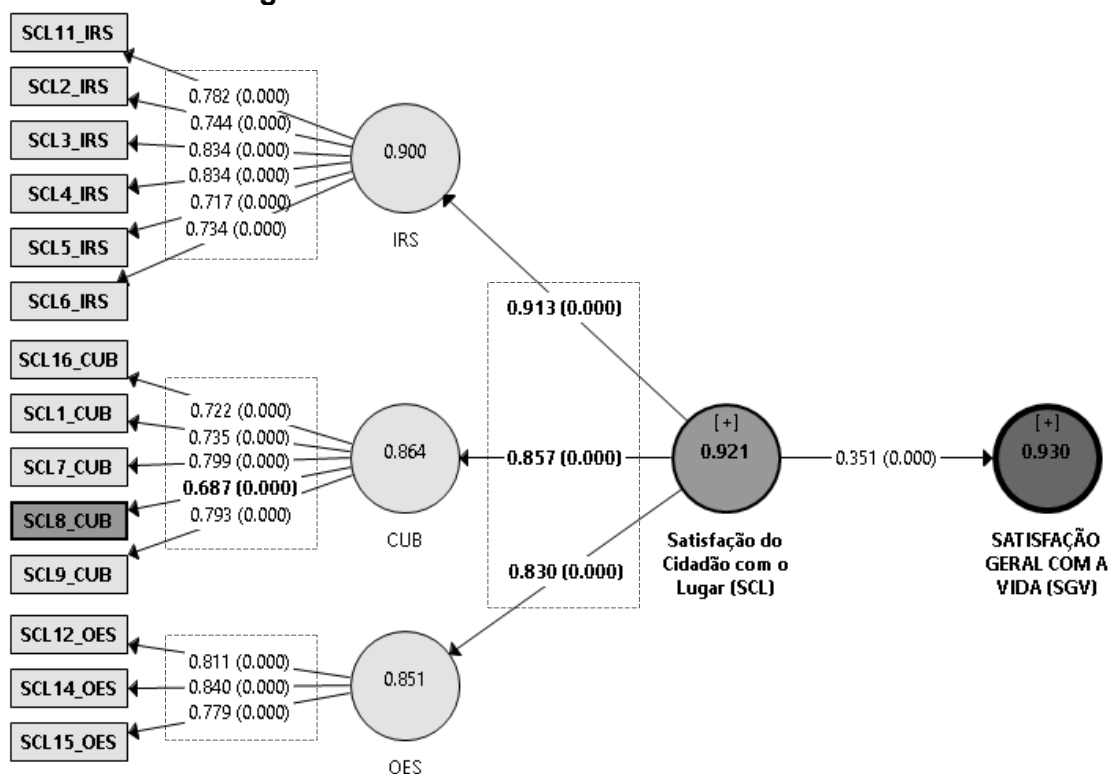 SCL11_IRS
SCL2_IRS
SCL3_IRS
SCL4_IRS
SCL5_IRS
SCL6_IRS
0.782 (0.000)
0.744 (0.000)
0.834 (0.000)
0.834 (0.000)
0.717 (0.000)
0.734 (0.000)
0.900
IRS
SCL16_CUB
SCL1_CUB
SCL7_CUB
SCL8_CUB
SCL9_CUB
0.722 (0.000)
0.735 (0.000)
0.799 (0.000)
0.687 (0.000)
0.793 (0.000)
0.864
CUB
SCL12_OES
SCL14_OES
SCL15_OES
0.811 (0.000)
0.840 (0.000)
0.779 (0.000)
0.851
OES
0.913 (0.000)
0.857 (0.000)
0.830 (0.000)
[+]
0.921
Satisfação do
Cidadão com o
Lugar (SCL)
0.351 (0.000)
[+]
0.930
SATISFAÇÃO
GERAL COM A
VIDA (SGV)